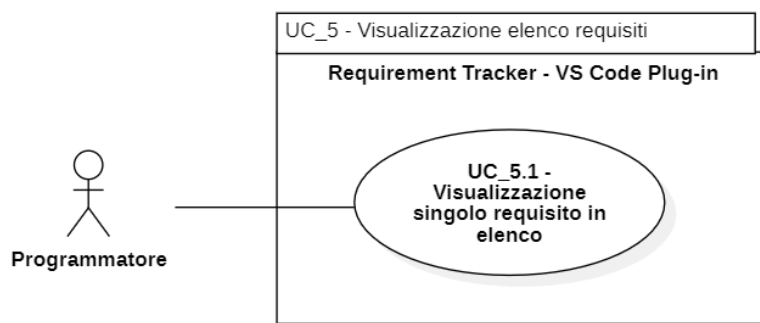 UC_5 - Visualizzazione elenco requisiti
Requirement Tracker - VS Code Plug-in
UC_5.1 -
Visualizzazione
singolo requisito in
elenco
Programmatore